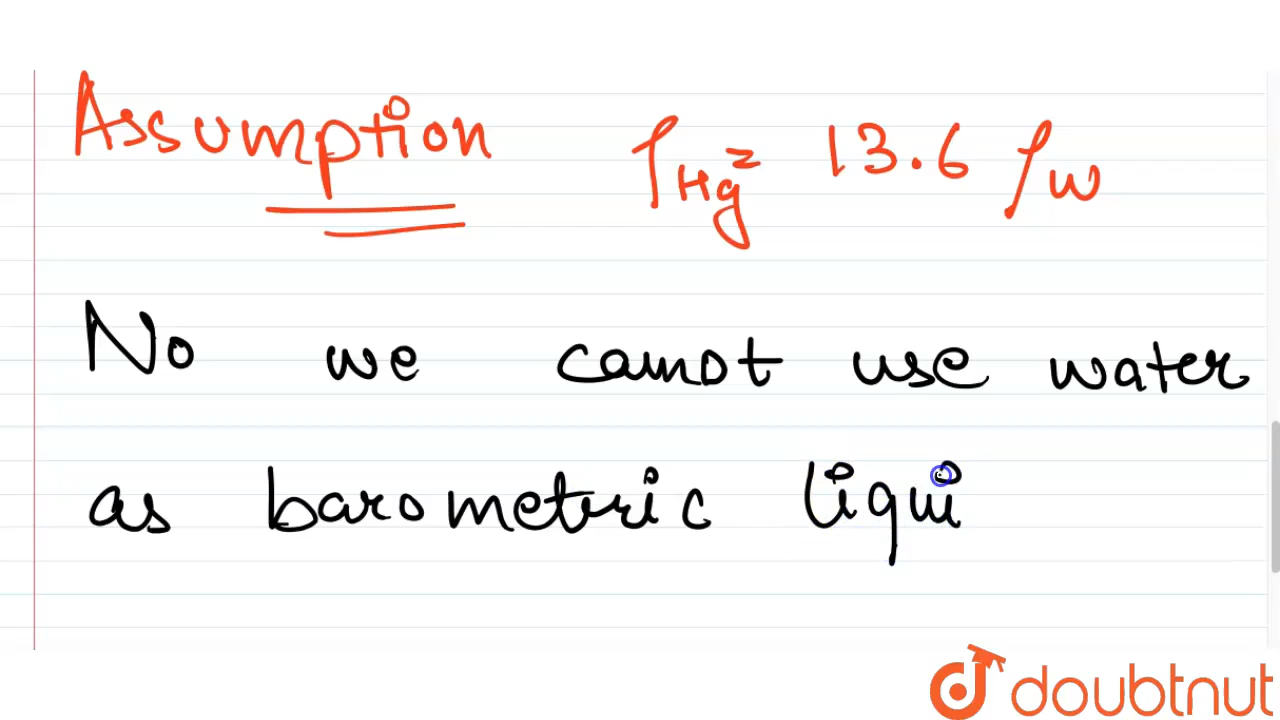 Assumption ρHg = 13.6 ρw
No we cannot use water
as barometric liqui
doubtnut